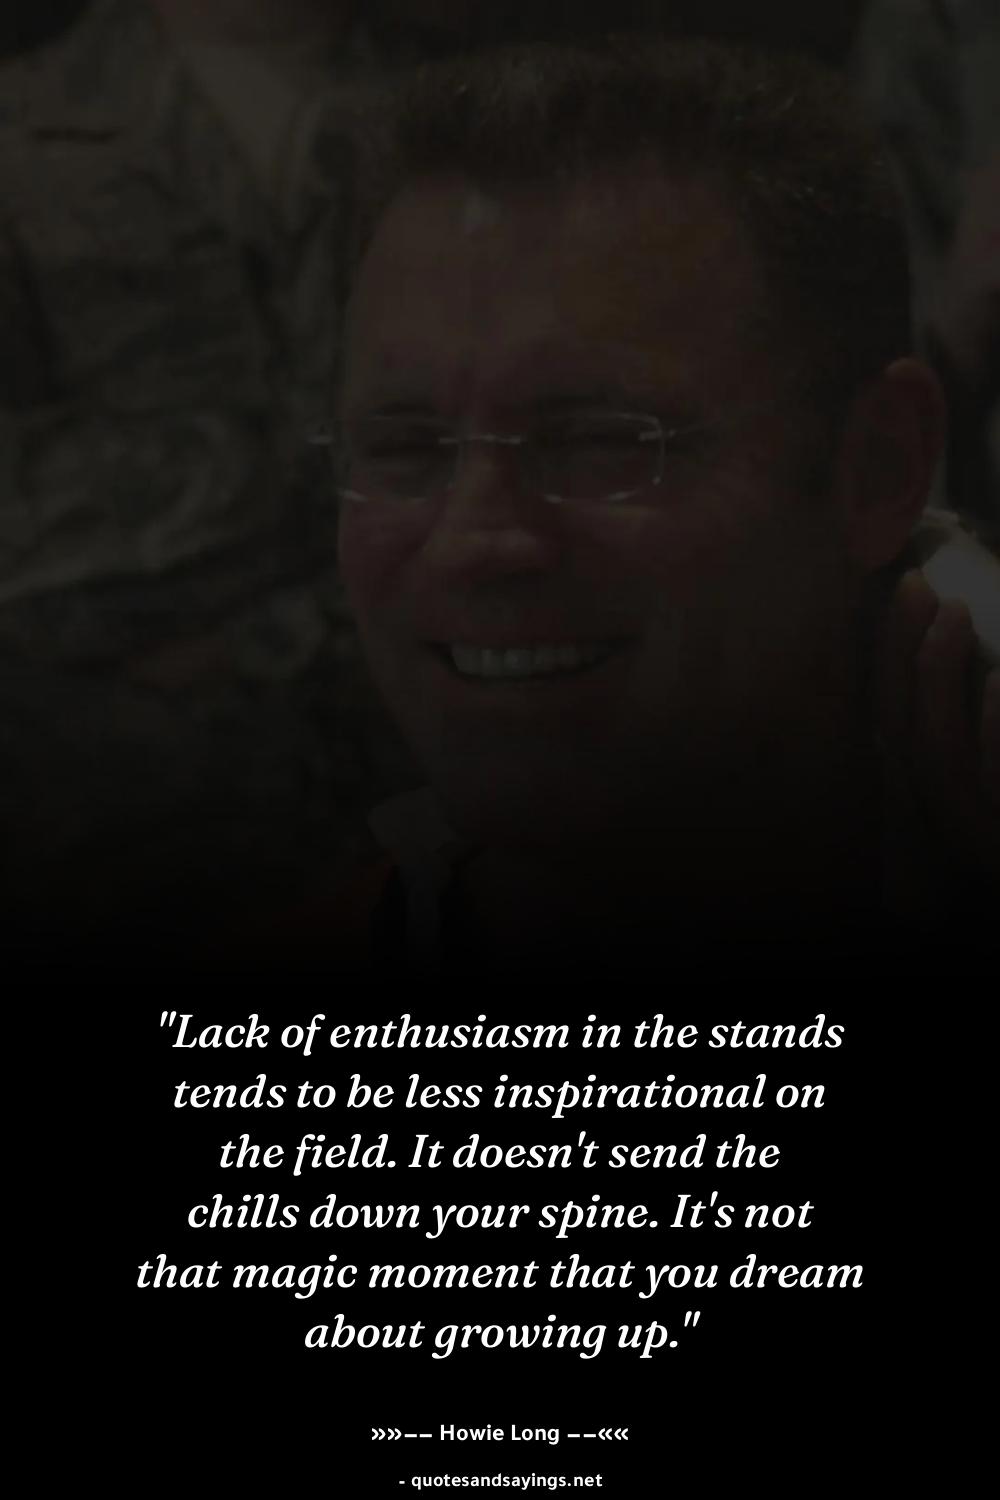 "Lack of enthusiasm in the stands
tends to be less inspirational on
the field. It doesn't send the
chills down your spine. It's not
that magic moment that you dream
about growing up."
»»–– Howie Long ––««
- quotesandsayings.net